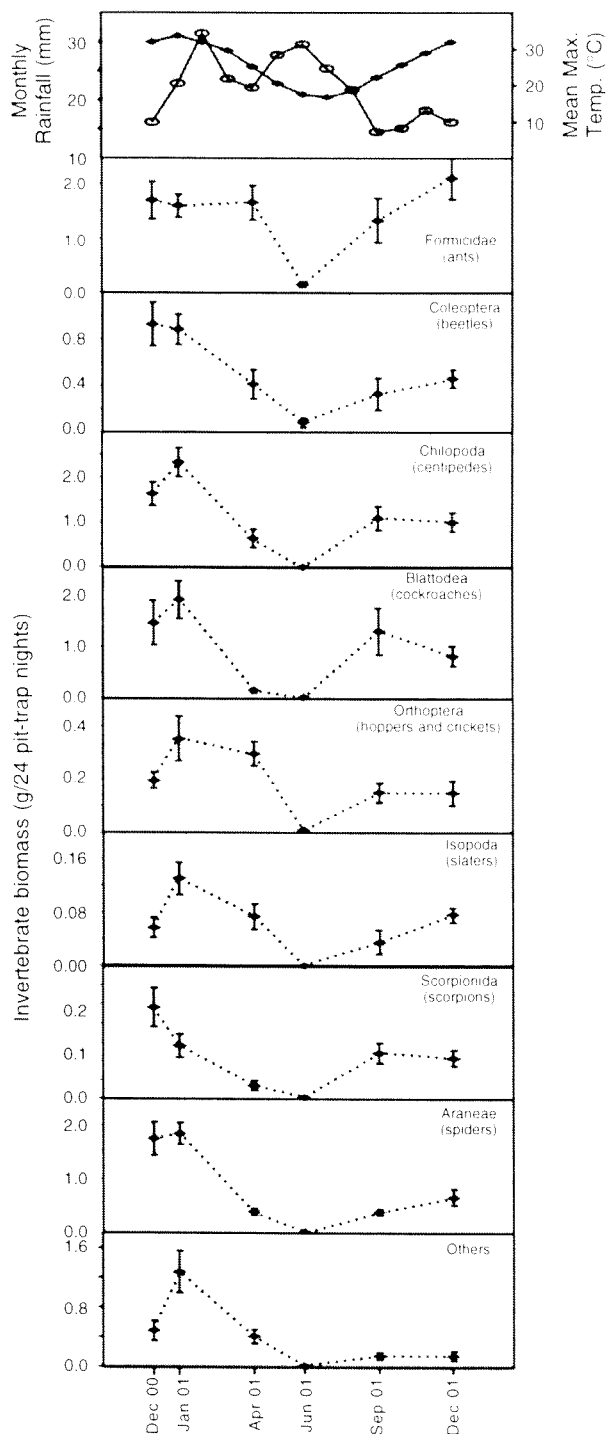 Monthly
Rainfall (mm)
30
20
10
30
20
10
Mean Max.
Temp. (°C)
Invertebrate biomass (g/24 pit-trap nights)
2.0
1.0
0.0
Formicidae
(ants)
0.8
0.4
0.0
Coleoptera
(beetles)
2.0
1.0
0.0
Chilopoda
(centipedes)
2.0
1.0
0.0
Blattodea
(cockroaches)
0.4
0.2
0.0
Orthoptera
(hoppers and crickets)
0.16
0.08
0.00
Isopoda
(slaters)
0.2
0.1
0.0
Scorpionida
(scorpions)
2.0
1.0
0.0
Araneae
(spiders)
1.6
0.8
0.0
Others
Dec 00
Jan 01
Apr 01
Jun 01
Sep 01
Dec 01